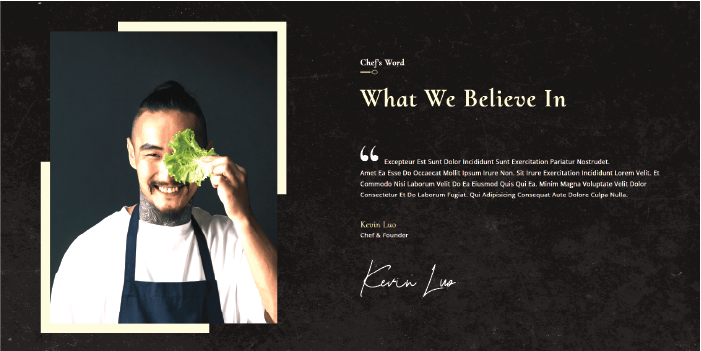 Chef's Word
What We Believe In
“ Excepteur Est Sunt Dolor Incididunt Sunt Exercitation Pariatur Nostrudet.
Amet Ea Esse Do Occaecat Mollit Ipsum Irure Non. Sit Irure Exercitation Incididunt Lorem Velit. Et
Commodo Nisi Laborum Velit Do Ea Eiusmod Quis Qui Ea. Minim Magna Voluptate Velit Dolor
Consectetur Et Do Laborum Fugiat. Qui Adipisicing Consequat Aute Dolore Culpa Nulla.
Kevin Luo
Chef & Founder
Kevin Luo